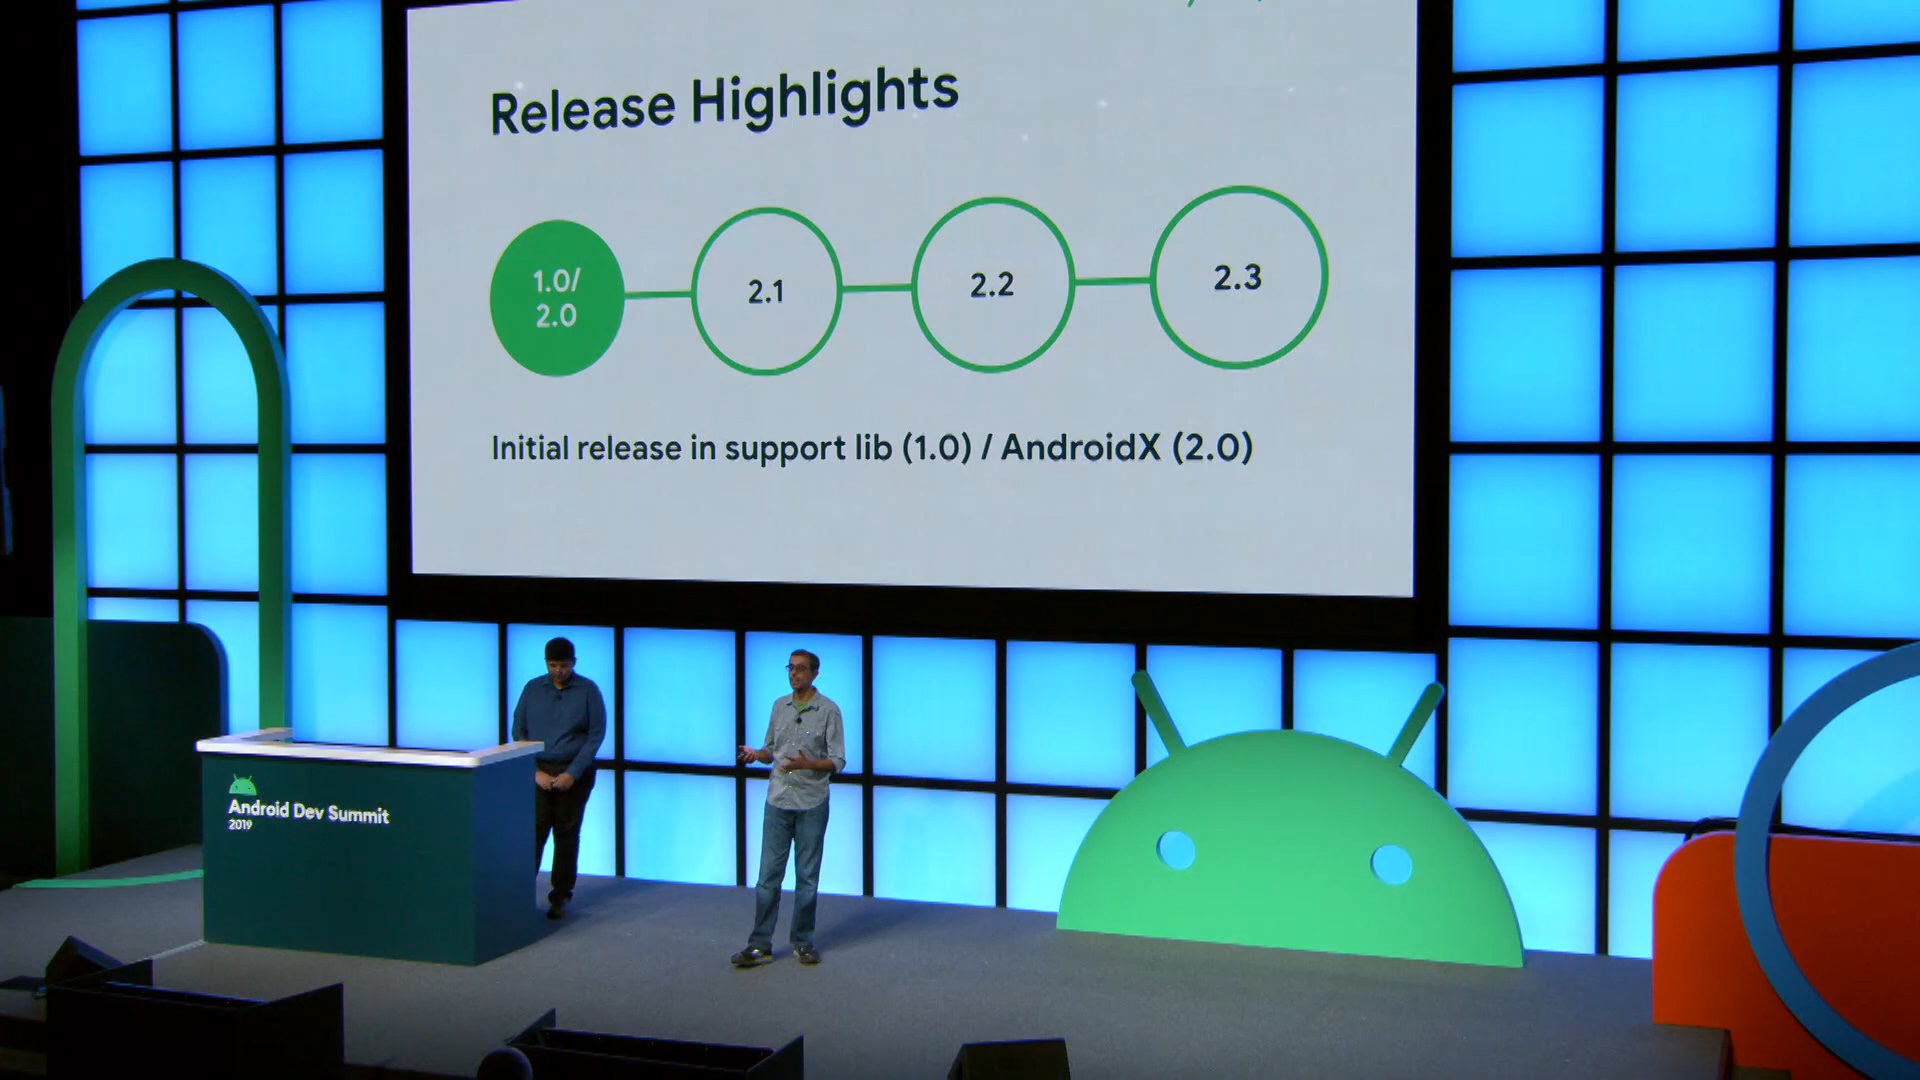 Release Highlights
1.0/
2.0
2.1
2.2
2.3
Initial release in support lib (1.0) / AndroidX (2.0)
Android Dev Summit
2019